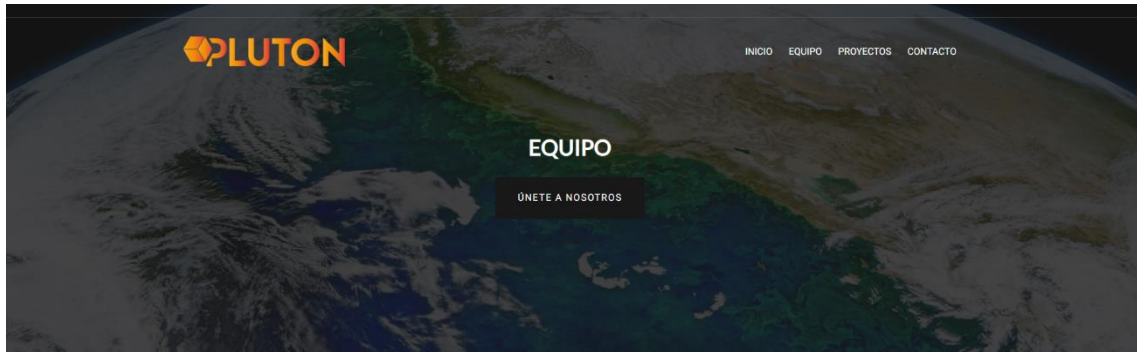 PLUTON
INICIO EQUIPO PROYECTOS CONTACTO
EQUIPO
ÚNETE A NOSOTROS